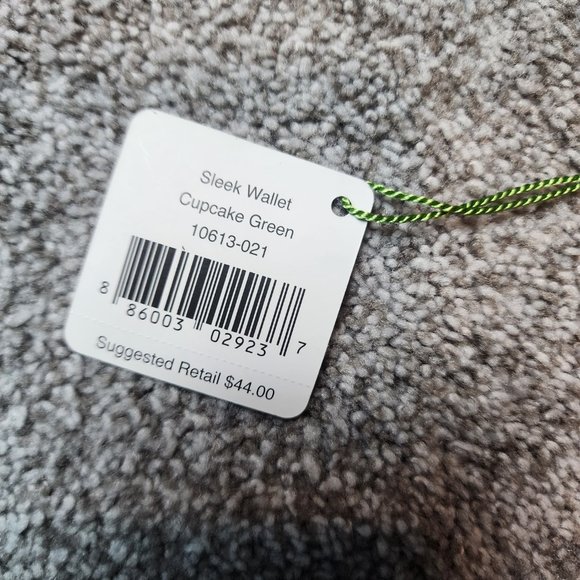 Sleek Wallet
Cupcake Green
10613-021
8 86003 02923 7
Suggested Retail $44.00